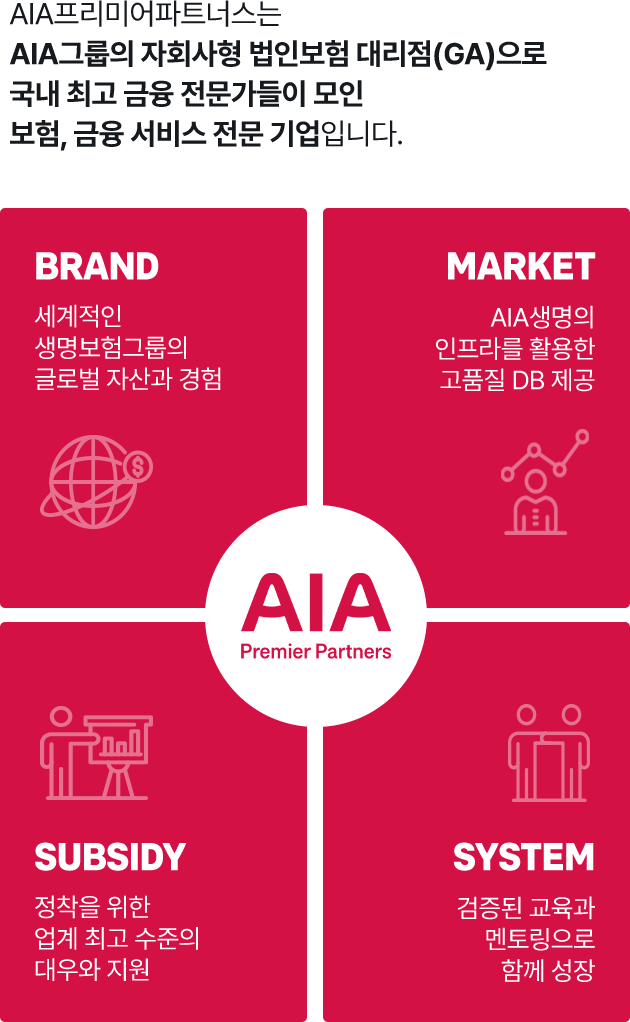 AIA프리미어파트너스는
AIA그룹의 자회사형 법인보험 대리점(GA)으로
국내 최고 금융 전문가들이 모인
보험, 금융 서비스 전문 기업입니다.
BRAND
세계적인
생명보험그룹의
글로벌 자산과 경험
MARKET
AIA생명의
인프라를 활용한
고품질 DB 제공
AIA
Premier Partners
SUBSIDY
정착을 위한
업계 최고 수준의
대우와 지원
SYSTEM
검증된 교육과
멘토링으로
함께 성장